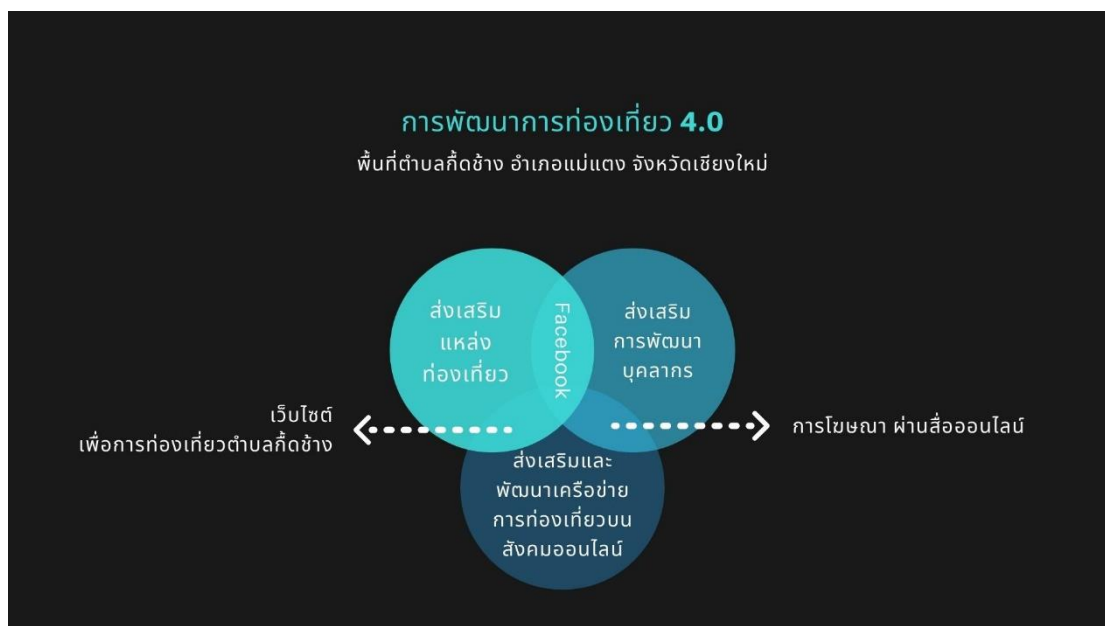 การพัฒนาการท่องเที่ยว 4.0
พื้นที่ตำบลกื้ดช้าง อำเภอแม่แตง จังหวัดเชียงใหม่
ส่งเสริม
แหล่ง
ท่องเที่ยว
Facebook
ส่งเสริม
การพัฒนา
บุคลากร
เว็บไซต์
เพื่อการท่องเที่ยวตำบลกื้ดช้าง
การโฆษณา ผ่านสื่อออนไลน์
ส่งเสริมและ
พัฒนาเครือข่าย
การท่องเที่ยวบน
สังคมออนไลน์